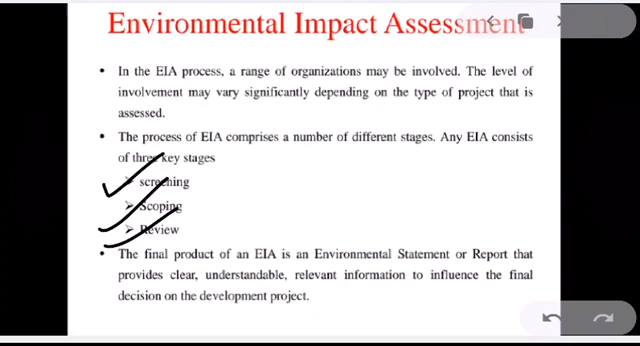 Environmental Impact Assessment
• In the EIA process, a range of organizations may be involved. The level of
involvement may vary significantly depending on the type of project that is
assessed.
• The process of EIA comprises a number of different stages. Any EIA consists
of three key stages
➢ screening
➢ Scoping
➢ Review
• The final product of an EIA is an Environmental Statement or Report that
provides clear, understandable, relevant information to influence the final
decision on the development project.